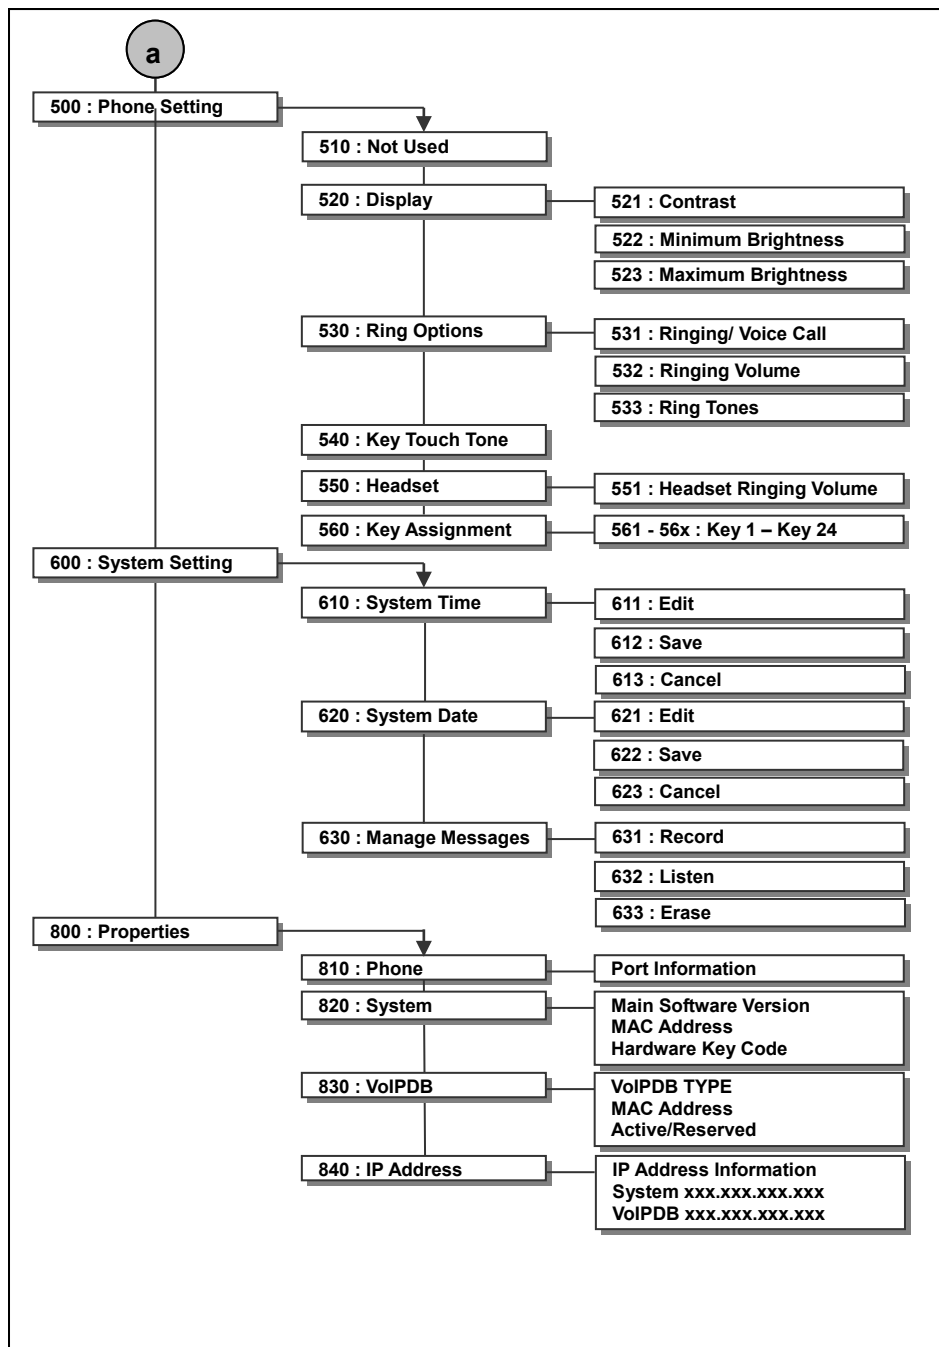 a
500 : Phone Setting
510 : Not Used
520 : Display
521 : Contrast
522 : Minimum Brightness
523 : Maximum Brightness
530 : Ring Options
531 : Ringing/ Voice Call
532 : Ringing Volume
533 : Ring Tones
540 : Key Touch Tone
550 : Headset
551 : Headset Ringing Volume
560 : Key Assignment
561 - 56x : Key 1 – Key 24
600 : System Setting
610 : System Time
611 : Edit
612 : Save
613 : Cancel
620 : System Date
621 : Edit
622 : Save
623 : Cancel
630 : Manage Messages
631 : Record
632 : Listen
633 : Erase
800 : Properties
810 : Phone
Port Information
820 : System
Main Software Version
MAC Address
Hardware Key Code
830 : VoIPDB
VoIPDB TYPE
MAC Address
Active/Reserved
840 : IP Address
IP Address Information
System xxx.xxx.xxx.xxx
VoIPDB xxx.xxx.xxx.xxx